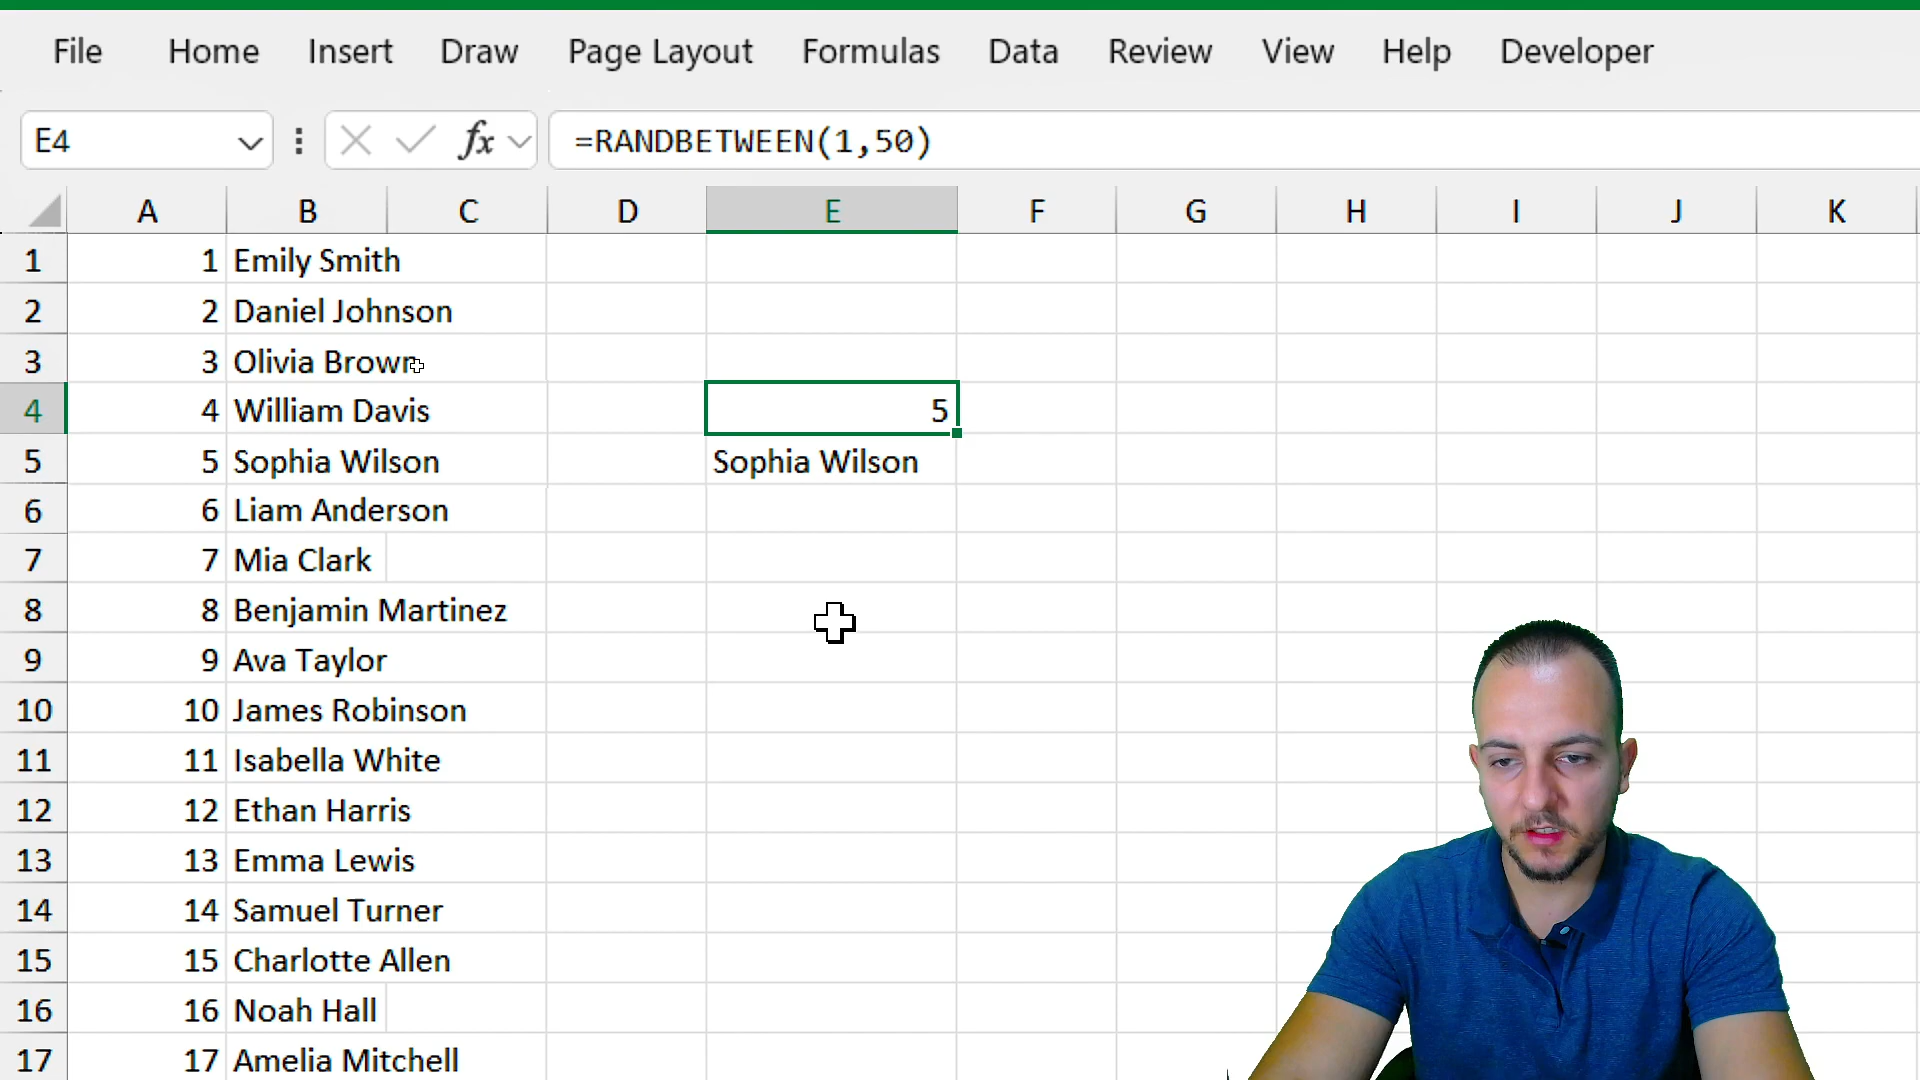 File Home Insert Draw Page Layout Formulas Data Review View Help Developer
E4 fx =RANDBETWEEN(1,50)
A B C D E F G H I J K
1 1 Emily Smith
2 2 Daniel Johnson
3 3 Olivia Brown
4 4 William Davis 5
5 5 Sophia Wilson Sophia Wilson
6 6 Liam Anderson
7 7 Mia Clark
8 8 Benjamin Martinez
9 9 Ava Taylor
10 10 James Robinson
11 11 Isabella White
12 12 Ethan Harris
13 13 Emma Lewis
14 14 Samuel Turner
15 15 Charlotte Allen
16 16 Noah Hall
17 17 Amelia Mitchell